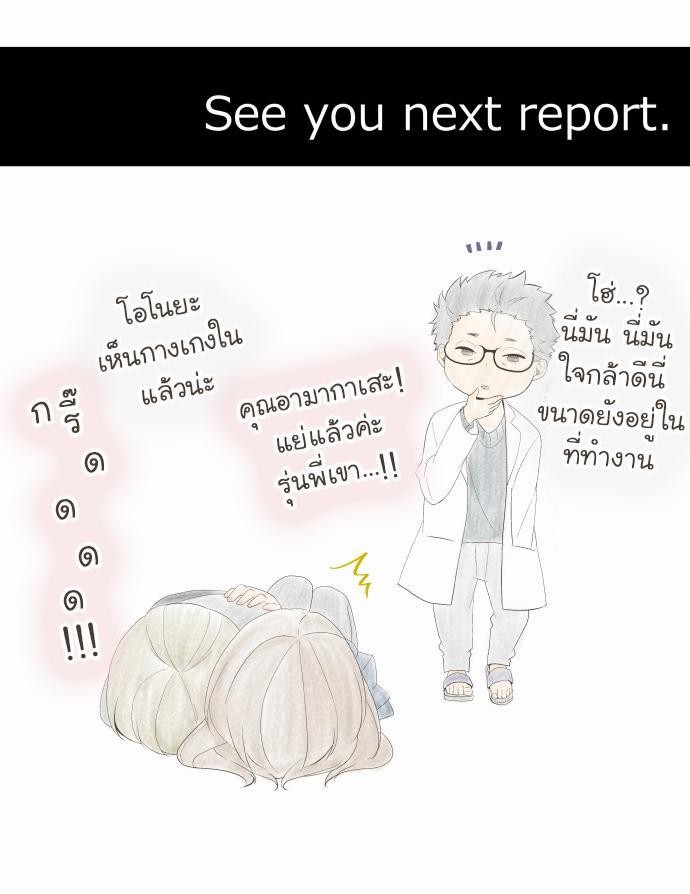 See you next report.
โฮ่...?
นี่มัน นี่มัน
ใจกล้าดีนี่
ขนาดยังอยู่ใน
ที่ทำงาน
คุณอามากาเสะ!
แย่แล้วค่ะ
รุ่นพี่เขา...!!
โอโนยะ
เห็นกางเกงใน
แล้วน่ะ
กรี๊ดดดด!!!